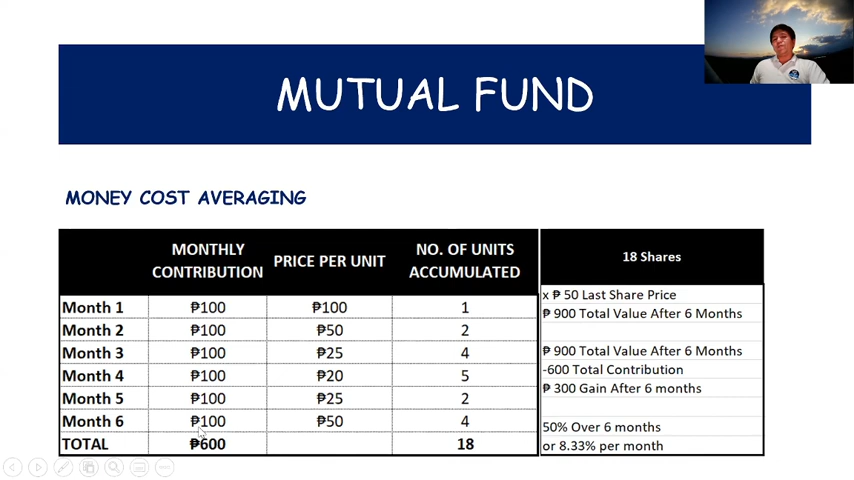 MUTUAL FUND
MONEY COST AVERAGING
MONTHLY CONTRIBUTION PRICE PER UNIT NO. OF UNITS ACCUMULATED
Month 1 ₱100 ₱100 1
Month 2 ₱100 ₱50 2
Month 3 ₱100 ₱25 4
Month 4 ₱100 ₱20 5
Month 5 ₱100 ₱25 2
Month 6 ₱100 ₱50 4
TOTAL ₱600 18
18 Shares
x ₱ 50 Last Share Price
₱ 900 Total Value After 6 Months
₱ 900 Total Value After 6 Months
-600 Total Contribution
₱ 300 Gain After 6 months
50% Over 6 months
or 8.33% per month